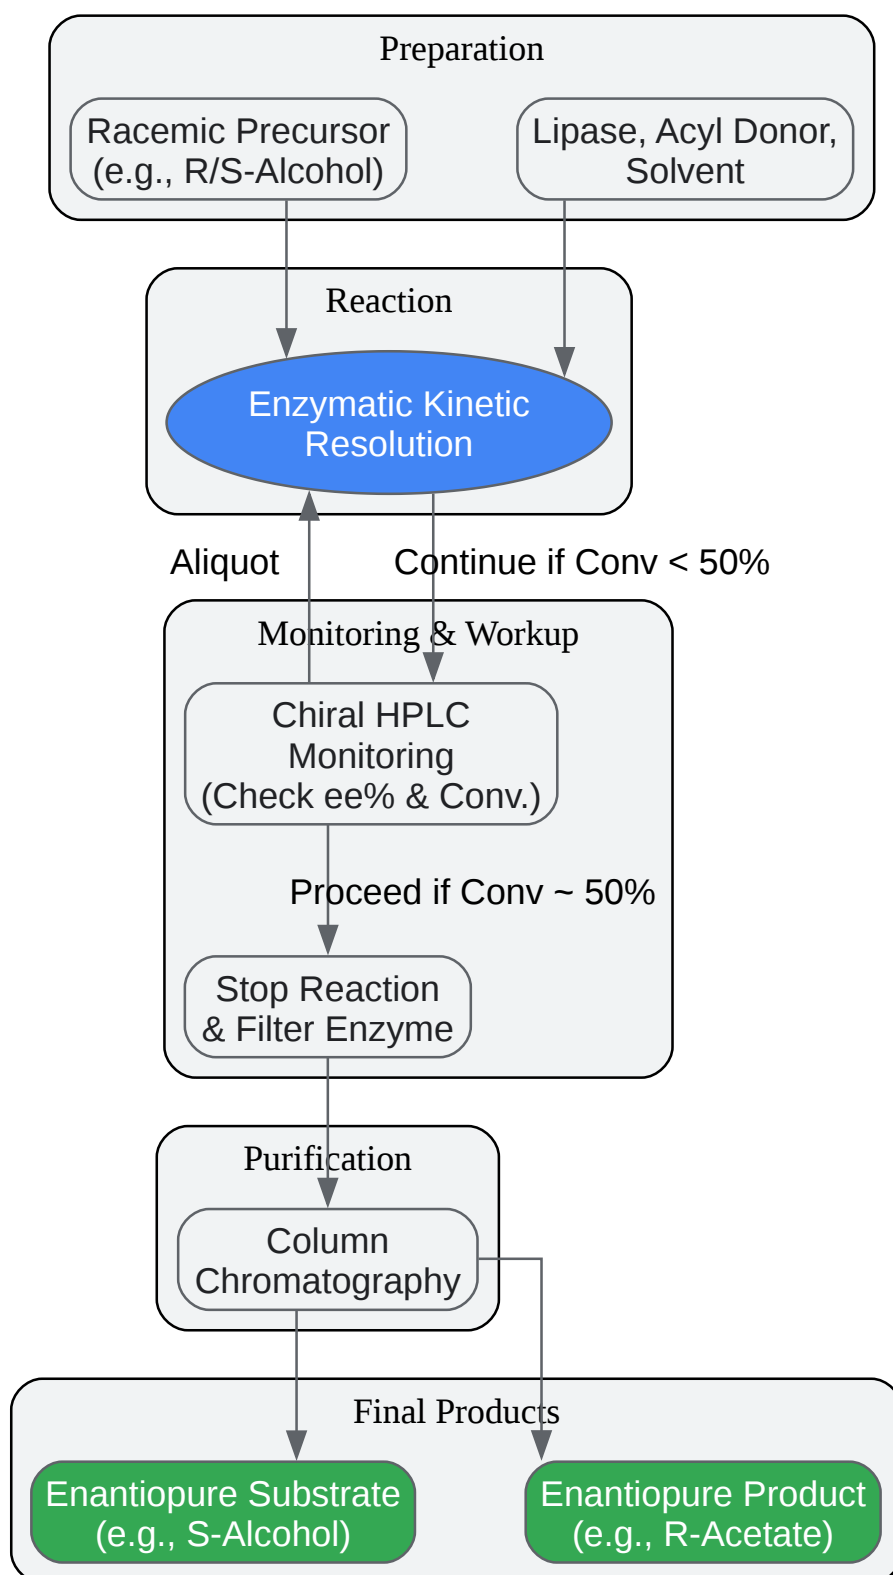 Preparation
Racemic Precursor
(e.g., R/S-Alcohol)
Lipase, Acyl Donor,
Solvent
Reaction
Enzymatic Kinetic
Resolution
Aliquot
Continue if Conv < 50%
Monitoring & Workup
Chiral HPLC
Monitoring
(Check ee% & Conv.)
Proceed if Conv ~ 50%
Stop Reaction
& Filter Enzyme
Purification
Column
Chromatography
Final Products
Enantiopure Substrate
(e.g., S-Alcohol)
Enantiopure Product
(e.g., R-Acetate)